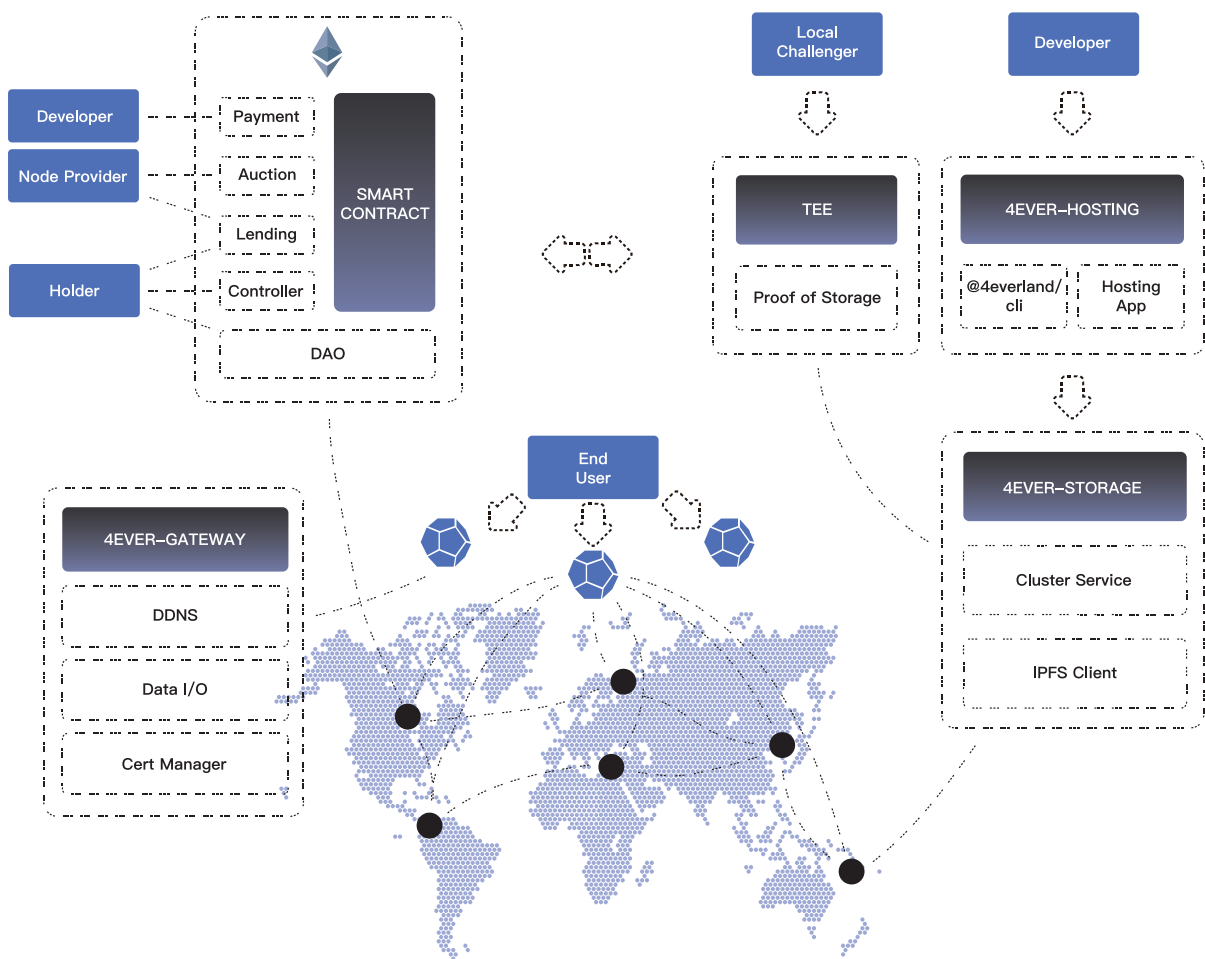 Developer
Node Provider
Holder
Payment
Auction
Lending
Controller
SMART
CONTRACT
DAO
Local
Challenger
Developer
TEE
Proof of Storage
4EVER-HOSTING
@4everland/
cli
Hosting
App
End
User
4EVER-GATEWAY
DDNS
Data I/O
Cert Manager
4EVER-STORAGE
Cluster Service
IPFS Client